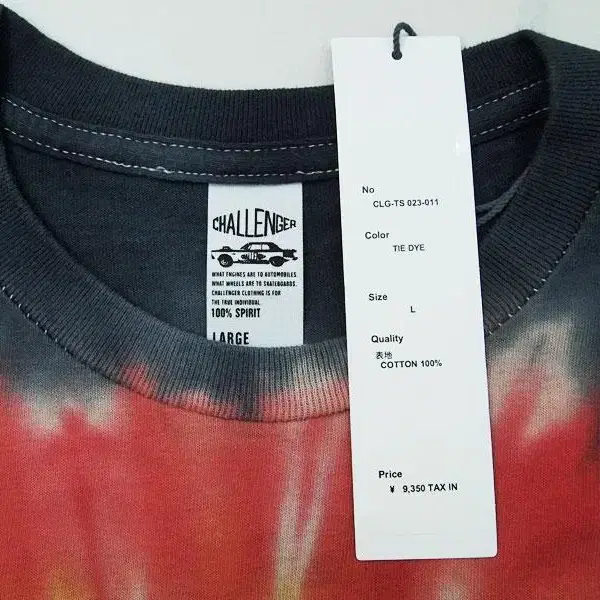 CHALLENGER
WHAT ENGINES ARE TO AUTOMOBILES
WHAT WHEELS ARE TO SKATEBOARDS.
CHALLENGER CLOTHING IS FOR
THE TRUE INDIVIDUAL.
100% SPIRIT
LARGE
No
CLG-TS 023-011
Color
TIE DYE
Size
L
Quality
表地
COTTON 100%
Price
¥ 9,350 TAX IN